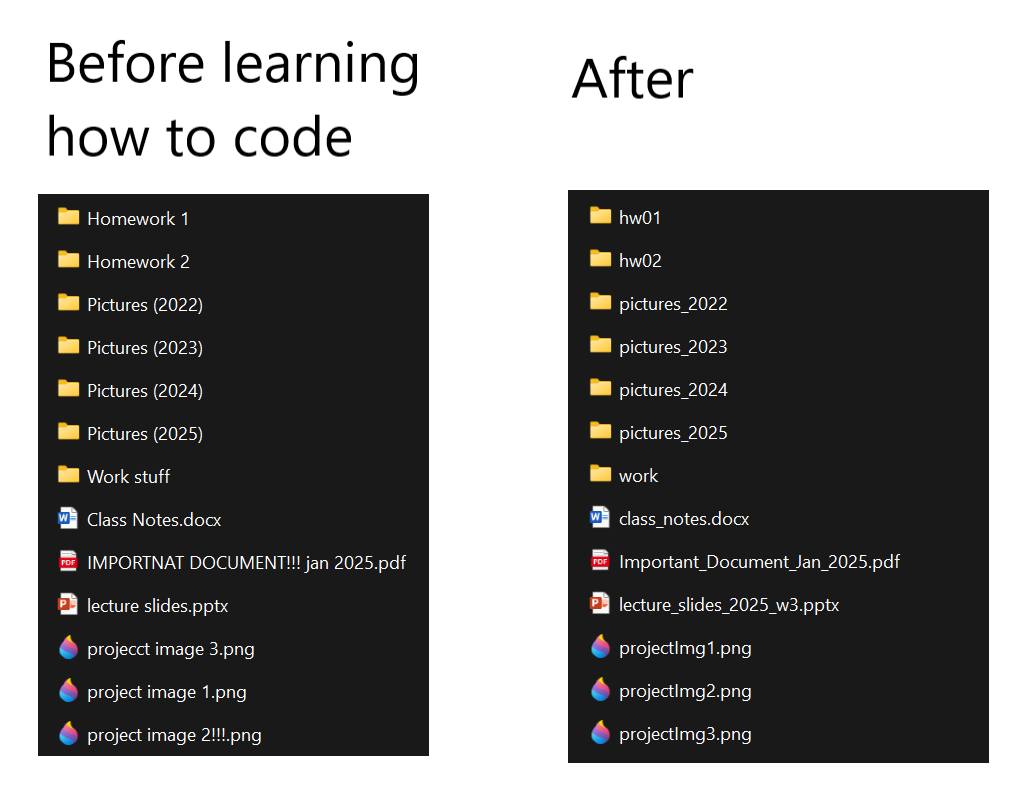 Before learning
how to code
Homework 1
Homework 2
Pictures (2022)
Pictures (2023)
Pictures (2024)
Pictures (2025)
Work stuff
Class Notes.docx
IMPORTNAT DOCUMENT!!! jan 2025.pdf
lecture slides.pptx
projecct image 3.png
project image 1.png
project image 2!!!.png
After
hw01
hw02
pictures_2022
pictures_2023
pictures_2024
pictures_2025
work
class_notes.docx
Important_Document_Jan_2025.pdf
lecture_slides_2025_w3.pptx
projectImg1.png
projectImg2.png
projectImg3.png